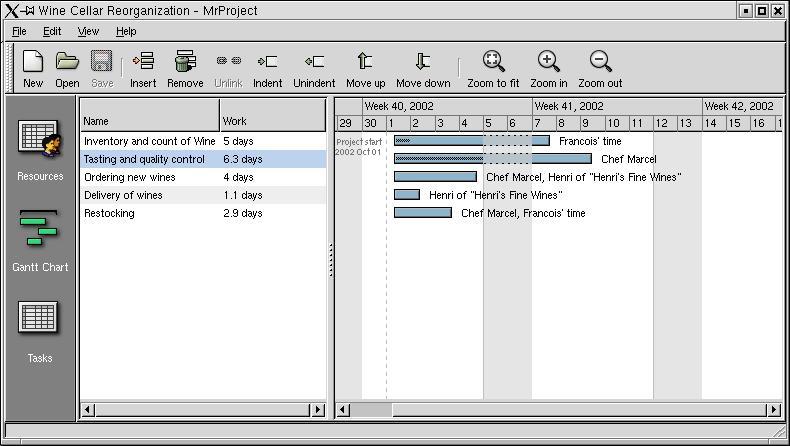 Wine Cellar Reorganization - MrProject
File Edit View Help
New Open Save Insert Remove Unlink Indent Unindent Move up Move down Zoom to fit Zoom in Zoom out
Resources
Gantt Chart
Tasks
Name Work
Inventory and count of Wine 5 days
Tasting and quality control 6.3 days
Ordering new wines 4 days
Delivery of wines 1.1 days
Restocking 2.9 days
Week 40, 2002 Week 41, 2002 Week 42, 2002
29 30 1 2 3 4 5 6 7 8 9 10 11 12 13 14 15 16
Project start
2002 Oct 01
Francois' time
Chef Marcel
Chef Marcel, Henri of "Henri's Fine Wines"
Henri of "Henri's Fine Wines"
Chef Marcel, Francois' time